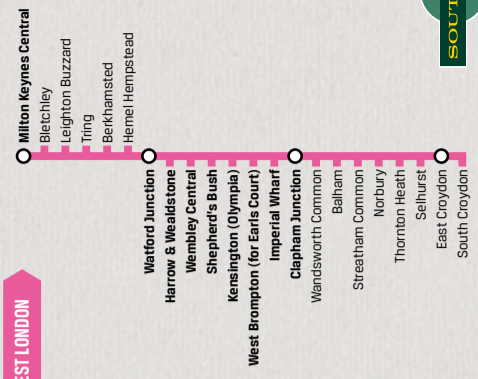 Milton Keynes Central
Bletchley
Leighton Buzzard
Tring
Berkhamsted
Hemel Hempstead
Watford Junction
Harrow & Wealdstone
Wembley Central
Shepherd's Bush
Kensington (Olympia)
West Brompton (for Earls Court)
Imperial Wharf
Clapham Junction
Wandsworth Common
Balham
Streatham Common
Norbury
Thornton Heath
Selhurst
East Croydon
South Croydon
EST LONDON
SOUT